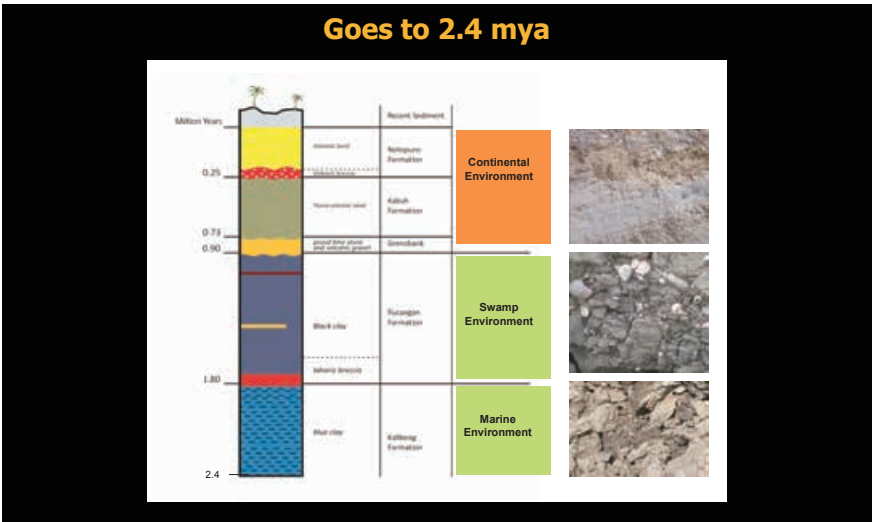 Goes to 2.4 mya
Million Years
Recent Sediment
Notopuro
Formation
Continental
Environment
0.25
Kabuh
Formation
0.73
0.90
Grenzbank
Swamp
Environment
Pucangan
Formation
Black clay
1.80
Marine
Environment
Blue clay
Kalibeng
Formation
2.4